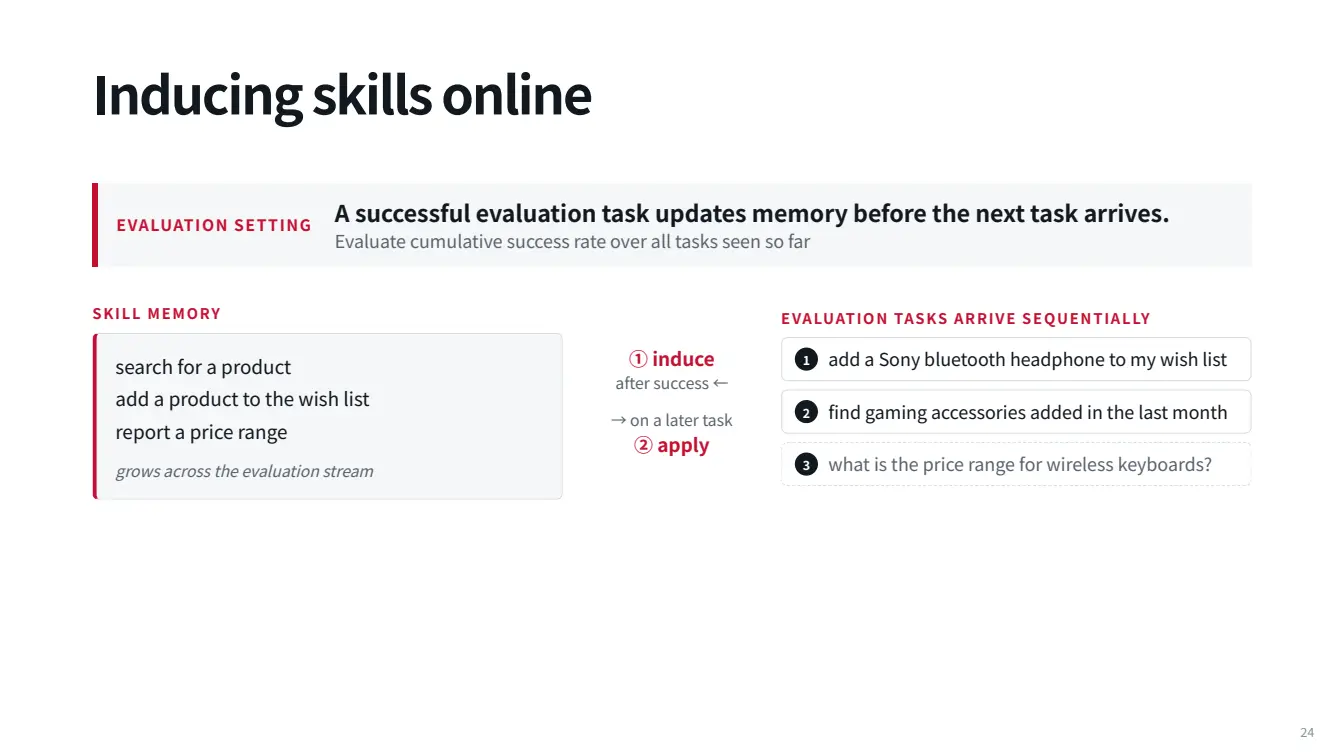 Inducing skills online
EVALUATION SETTING
A successful evaluation task updates memory before the next task arrives.
Evaluate cumulative success rate over all tasks seen so far
SKILL MEMORY
search for a product
add a product to the wish list
report a price range
grows across the evaluation stream
① induce
after success ←
→ on a later task
② apply
EVALUATION TASKS ARRIVE SEQUENTIALLY
1 add a Sony bluetooth headphone to my wish list
2 find gaming accessories added in the last month
3 what is the price range for wireless keyboards?
24